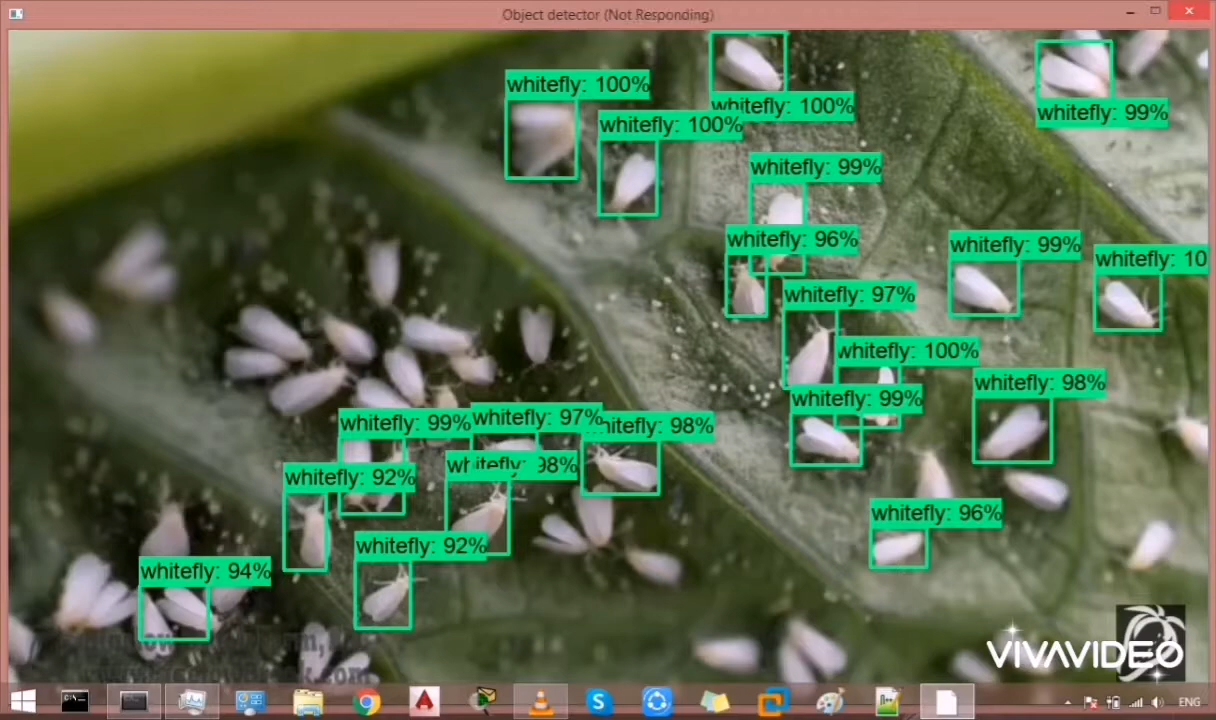 Object detector (Not Responding)
whitefly: 100%
whitefly: 100%
whitefly: 99%
whitefly: 100%
whitefly: 99%
whitefly: 96%
whitefly: 99%
whitefly: 10
whitefly: 97%
whitefly: 100%
whitefly: 98%
whitefly: 99%
whitefly: 99%
whitefly: 97%
hitefly: 98%
whitefly: 98%
whitefly: 92%
whitefly: 96%
whitefly: 92%
whitefly: 94%
VIVAVIDEO
ENG